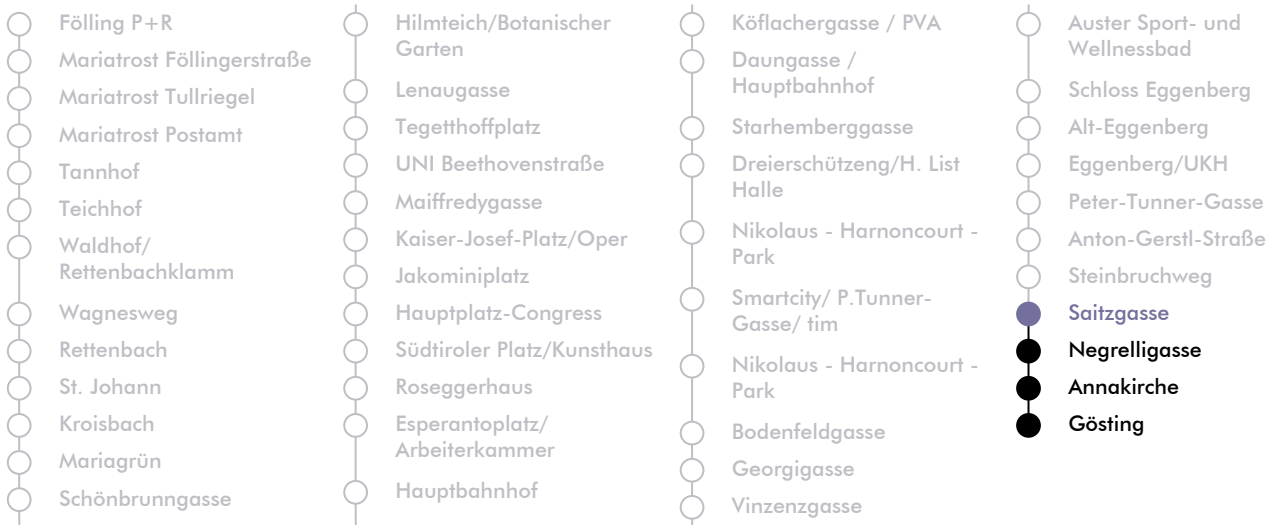 Fölling P+R
Mariatrost Föllingerstraße
Mariatrost Tullriegel
Mariatrost Postamt
Tannhof
Teichhof
Waldhof/
Rettenbachklamm
Wagnesweg
Rettenbach
St. Johann
Kroisbach
Mariagrün
Schönbrunngasse
Hilmteich/Botanischer
Garten
Lenaugasse
Tegetthoffplatz
UNI Beethovenstraße
Maiffredygasse
Kaiser-Josef-Platz/Oper
Jakominiplatz
Hauptplatz-Congress
Südtiroler Platz/Kunsthaus
Roseggerhaus
Esperantoplatz/
Arbeiterkammer
Hauptbahnhof
Köflachergasse / PVA
Daungasse /
Hauptbahnhof
Starhemberggasse
Dreierschützeng/H. List
Halle
Nikolaus - Harnoncourt -
Park
Smartcity/ P.Tunner-
Gasse/ tim
Nikolaus - Harnoncourt -
Park
Bodenfeldgasse
Georgigasse
Vinzenzgasse
Auster Sport- und
Wellnessbad
Schloss Eggenberg
Alt-Eggenberg
Eggenberg/UKH
Peter-Tunner-Gasse
Anton-Gerstl-Straße
Steinbruchweg
Saitzgasse
Negrelligasse
Annakirche
Gösting